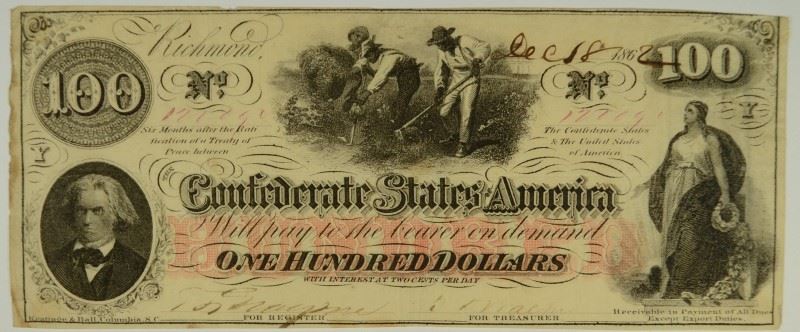 Richmond, Dec 18 1862
100 100
No. No.
Six Months after the Rati
fication of a Treaty of
Peace between
The Confederate States
& The United States
of America
Y Y
THE
Confederate States of America
Will pay to the bearer on demand
HUNDRED
ONE HUNDRED DOLLARS
WITH INTEREST AT TWO CENTS PER DAY
Keatinge & Ball, Columbia, S.C.
FOR REGISTER
FOR TREASURER
Receivable in Payment of All Dues
Except Export Duties.